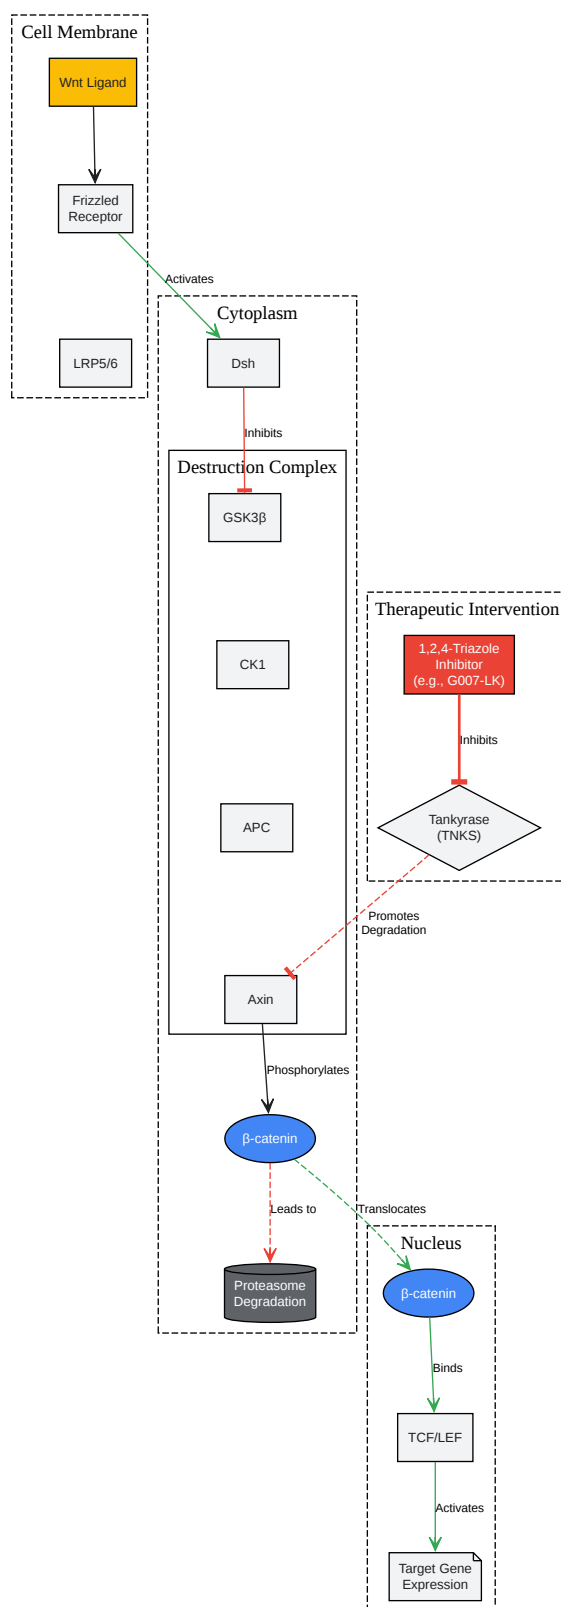 Cell Membrane
Wnt Ligand
Frizzled
Receptor
Activates
LRP5/6
Cytoplasm
Dsh
Inhibits
Destruction Complex
GSK3β
CK1
APC
Therapeutic Intervention
1,2,4-Triazole
Inhibitor
(e.g., G007-LK)
Inhibits
Tankyrase
(TNKS)
Promotes
Degradation
Axin
Phosphorylates
β-catenin
Leads to
Translocates
Proteasome
Degradation
Nucleus
β-catenin
Binds
TCF/LEF
Activates
Target Gene
Expression